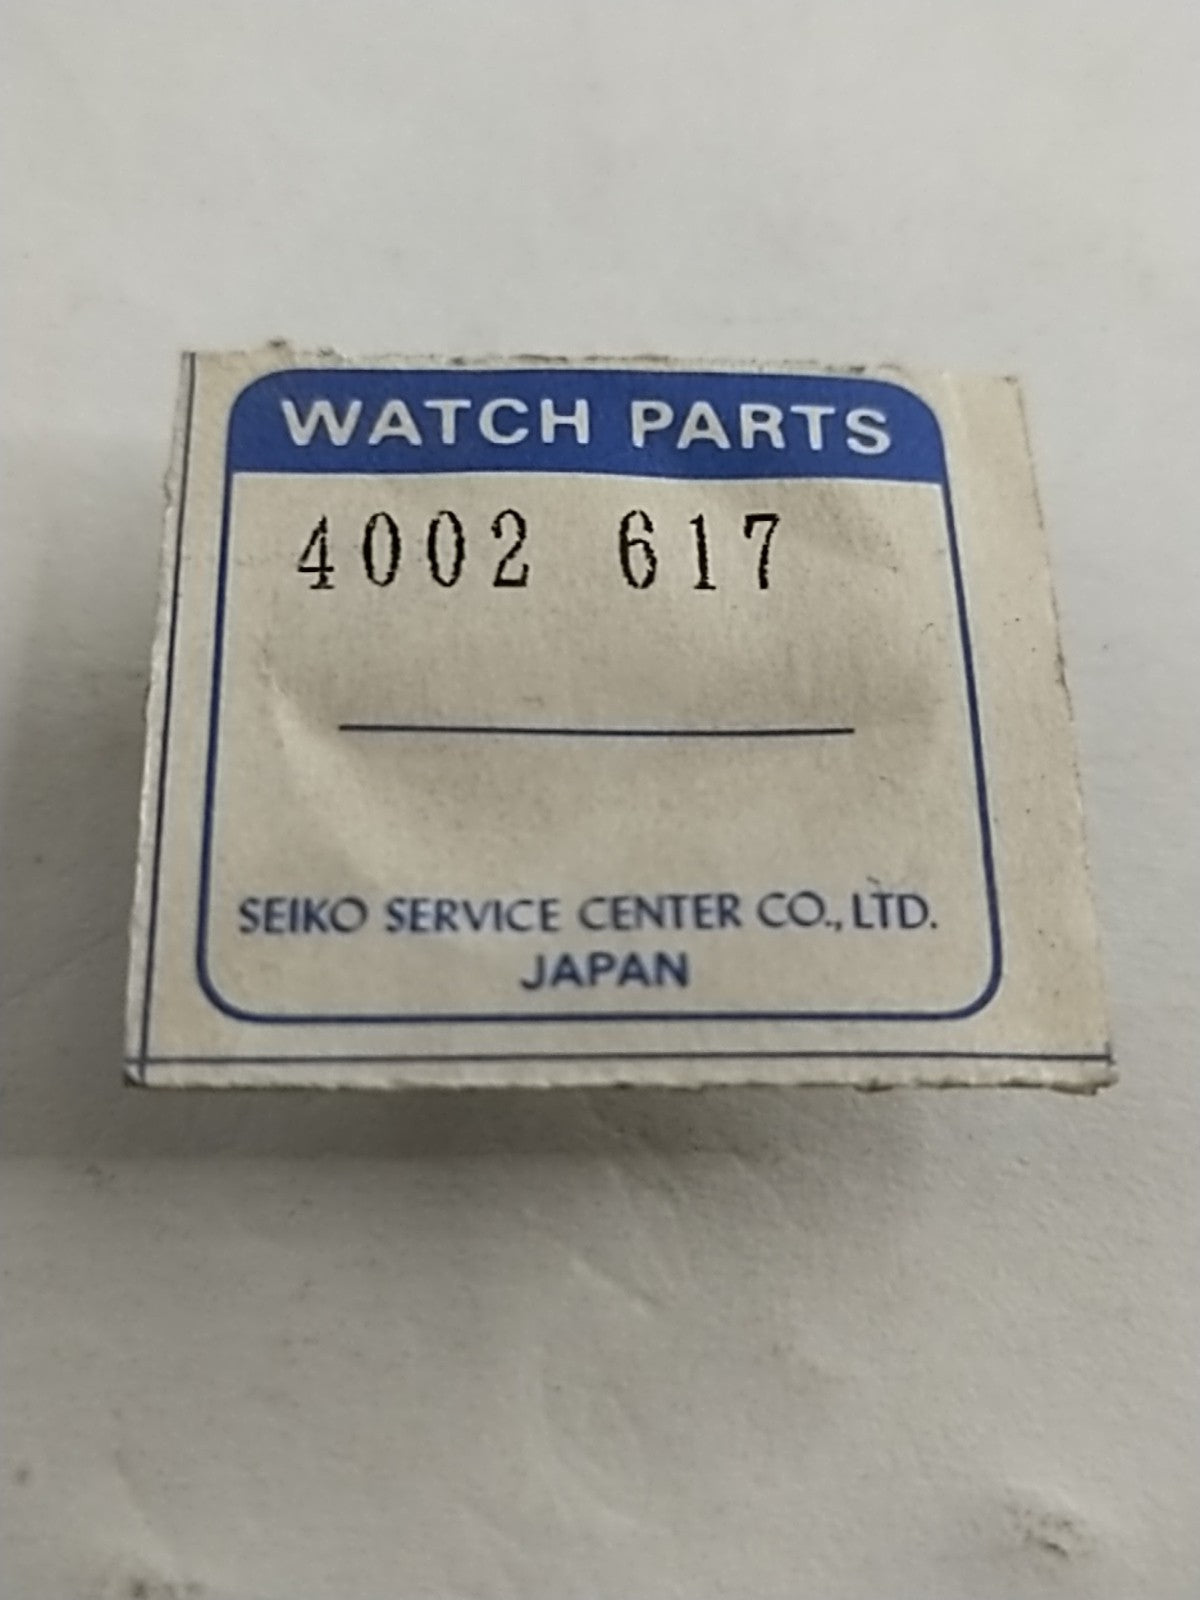 WATCH PARTS
4002 617
SEIKO SERVICE CENTER CO., LTD.
JAPAN